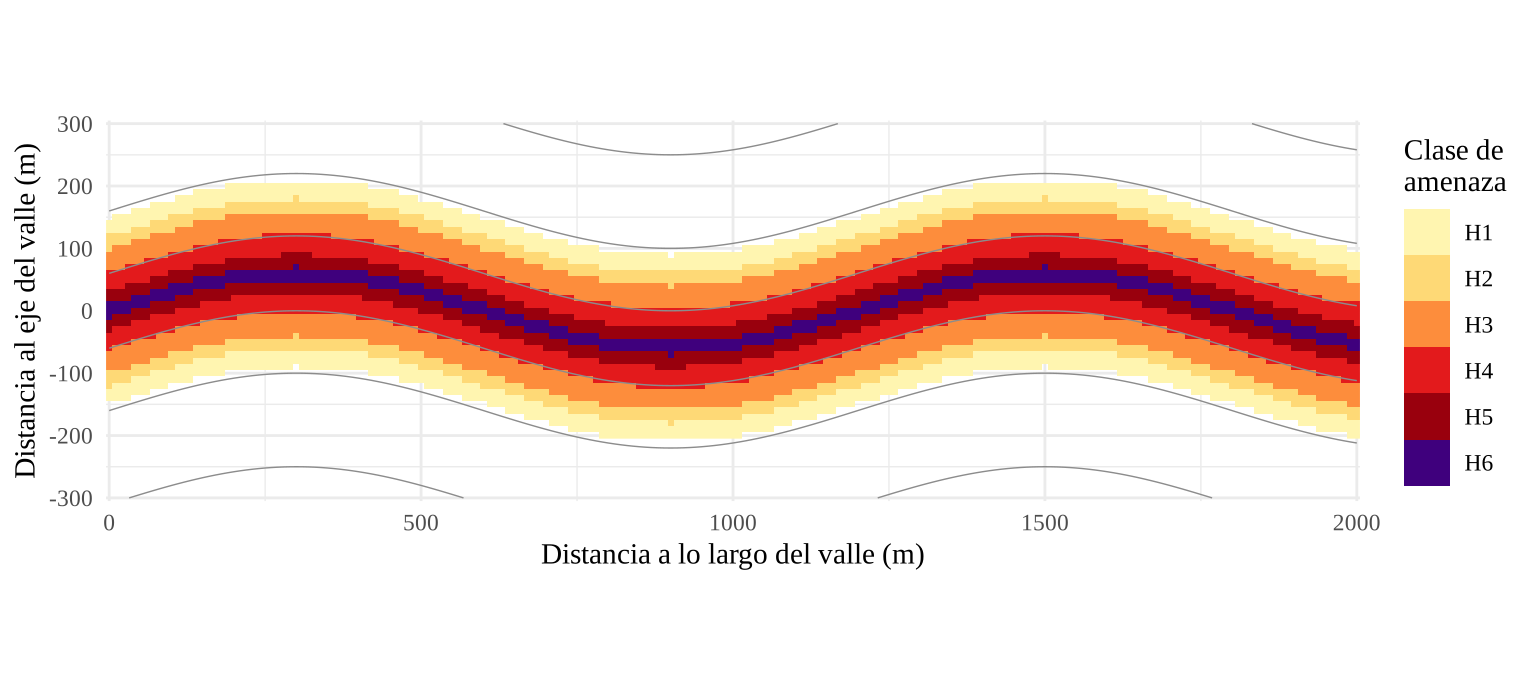 300
200
100
0
-100
-200
-300
0
500
1000
1500
2000
Distancia a lo largo del valle (m)
Distancia al eje del valle (m)
Clase de
amenaza
H1
H2
H3
H4
H5
H6